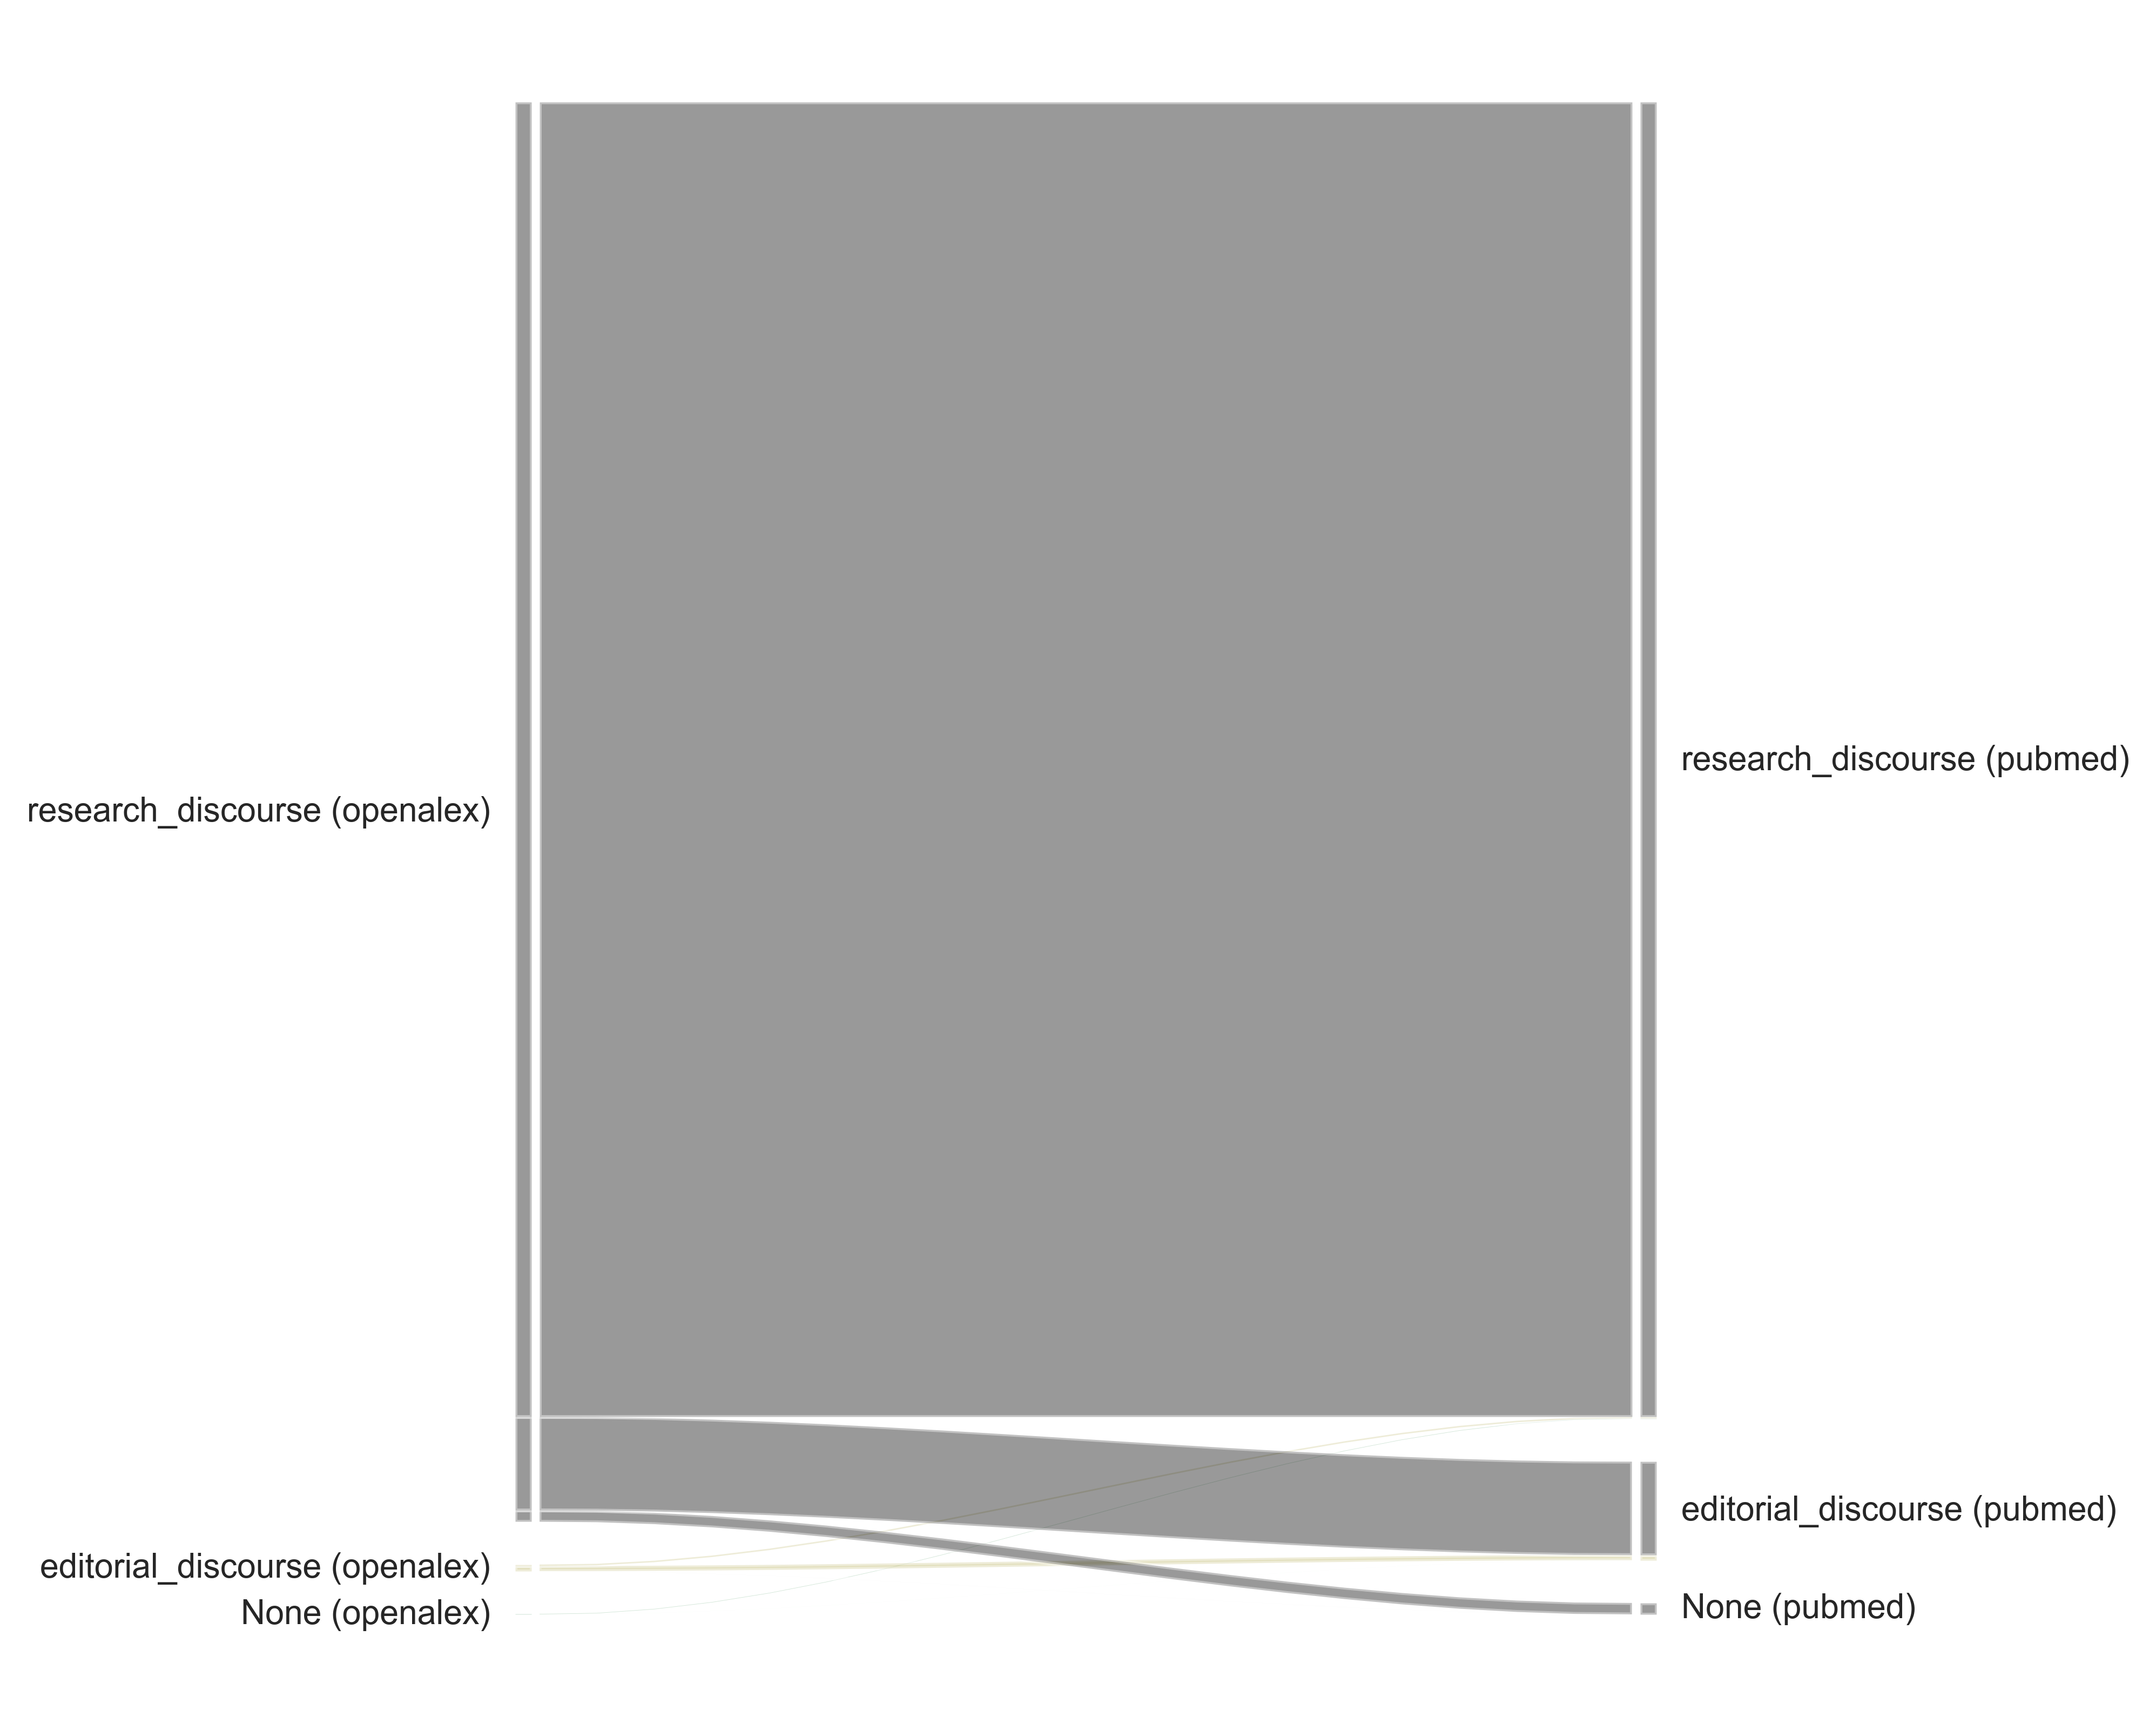 research_discourse (pubmed)
research_discourse (openalex)
editorial_discourse (pubmed)
editorial_discourse (openalex)
None (pubmed)
None (openalex)